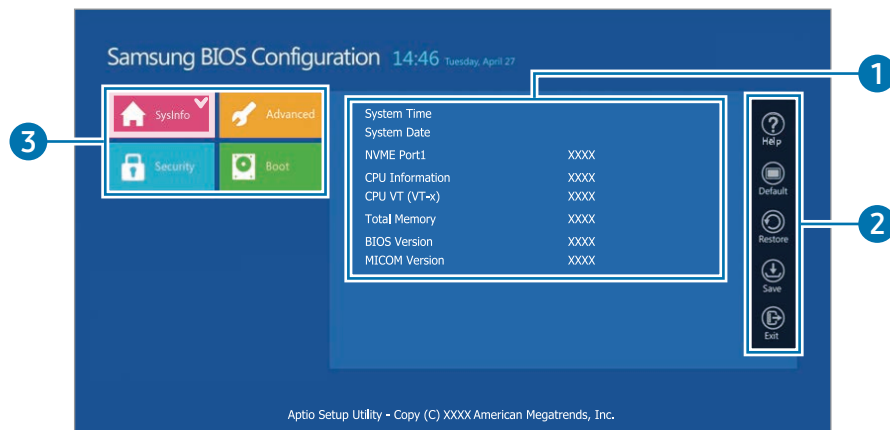 Samsung BIOS Configuration 14:46 Tuesday, April 27
1
3
SysInfo
Advanced
Security
Boot
System Time
System Date
NVME Port1 XXXX
CPU Information XXXX
CPU VT (VT-x) XXXX
Total Memory XXXX
BIOS Version XXXX
MICOM Version XXXX
Help
Default
Restore
Save
Exit
2
Aptio Setup Utility - Copy (C) XXXX American Megatrends, Inc.